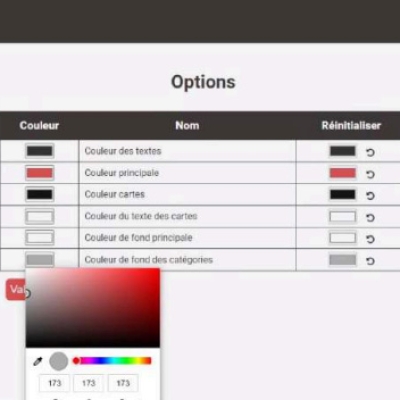 Options
Couleur Nom Réinitialiser
Couleur des textes
Couleur principale
Couleur cartes
Couleur du texte des cartes
Couleur de fond principale
Couleur de fond des catégories
Val
173 173 173